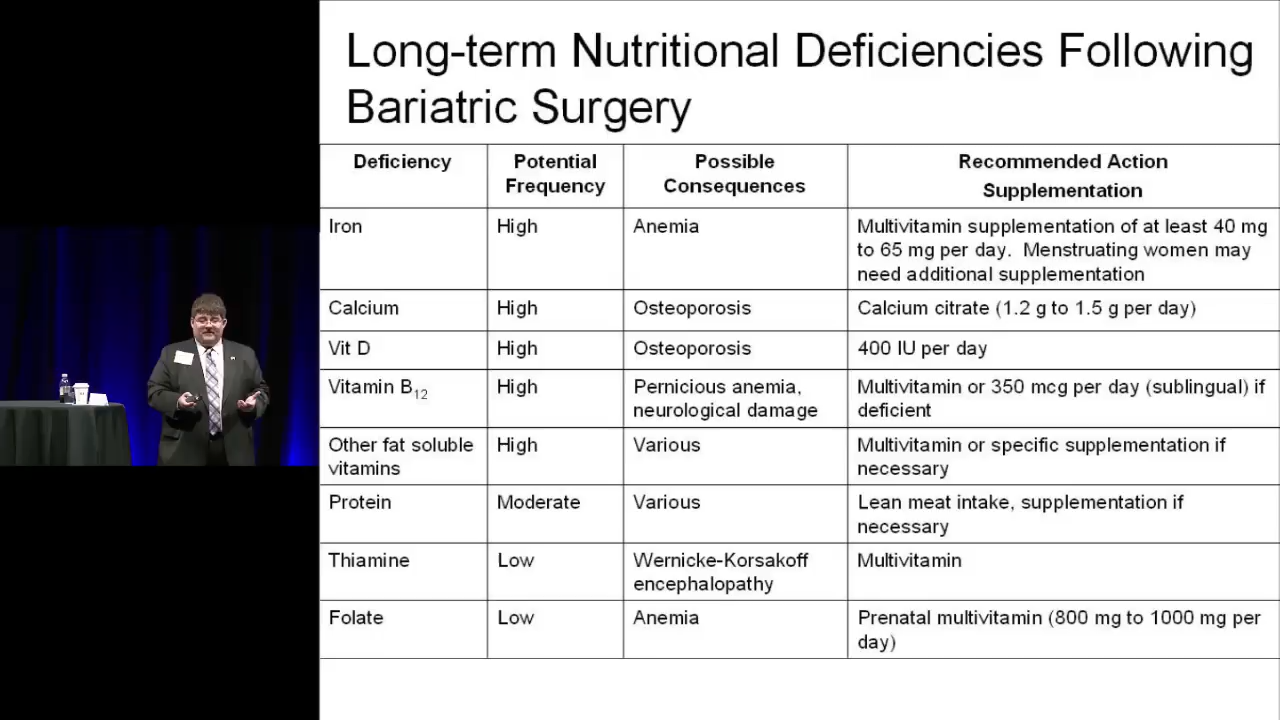 Long-term Nutritional Deficiencies Following
Bariatric Surgery
Deficiency
Potential
Frequency
Possible
Consequences
Recommended Action
Supplementation
Iron
High
Anemia
Multivitamin supplementation of at least 40 mg
to 65 mg per day. Menstruating women may
need additional supplementation
Calcium
High
Osteoporosis
Calcium citrate (1.2 g to 1.5 g per day)
Vit D
High
Osteoporosis
400 IU per day
Vitamin B12
High
Pernicious anemia,
neurological damage
Multivitamin or 350 mcg per day (sublingual) if
deficient
Other fat soluble
vitamins
High
Various
Multivitamin or specific supplementation if
necessary
Protein
Moderate
Various
Lean meat intake, supplementation if
necessary
Thiamine
Low
Wernicke-Korsakoff
encephalopathy
Multivitamin
Folate
Low
Anemia
Prenatal multivitamin (800 mg to 1000 mg per
day)